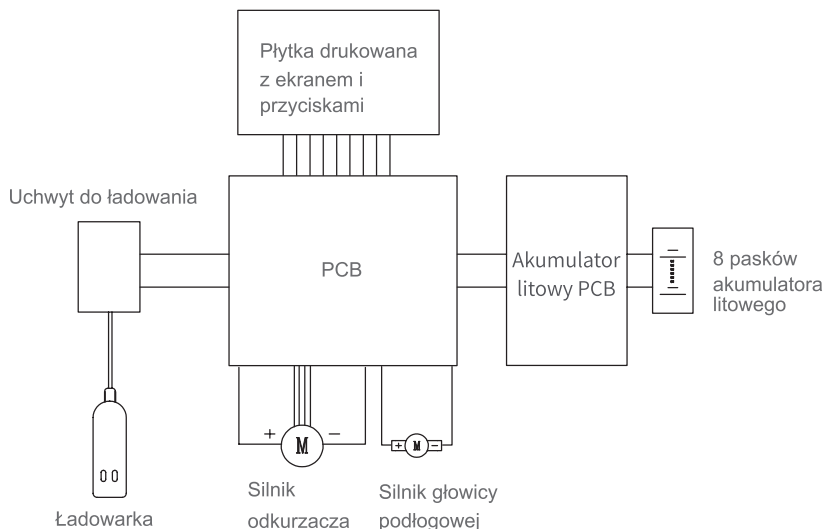 Płytka drukowana
z ekranem i
przyciskami
Uchwyt do ładowania
PCB
Akumulator
litowy PCB
8 pasków
akumulatora
litowego
+ M −
+ M −
Silnik
odkurzacza
Silnik głowicy
podłogowej
Ładowarka